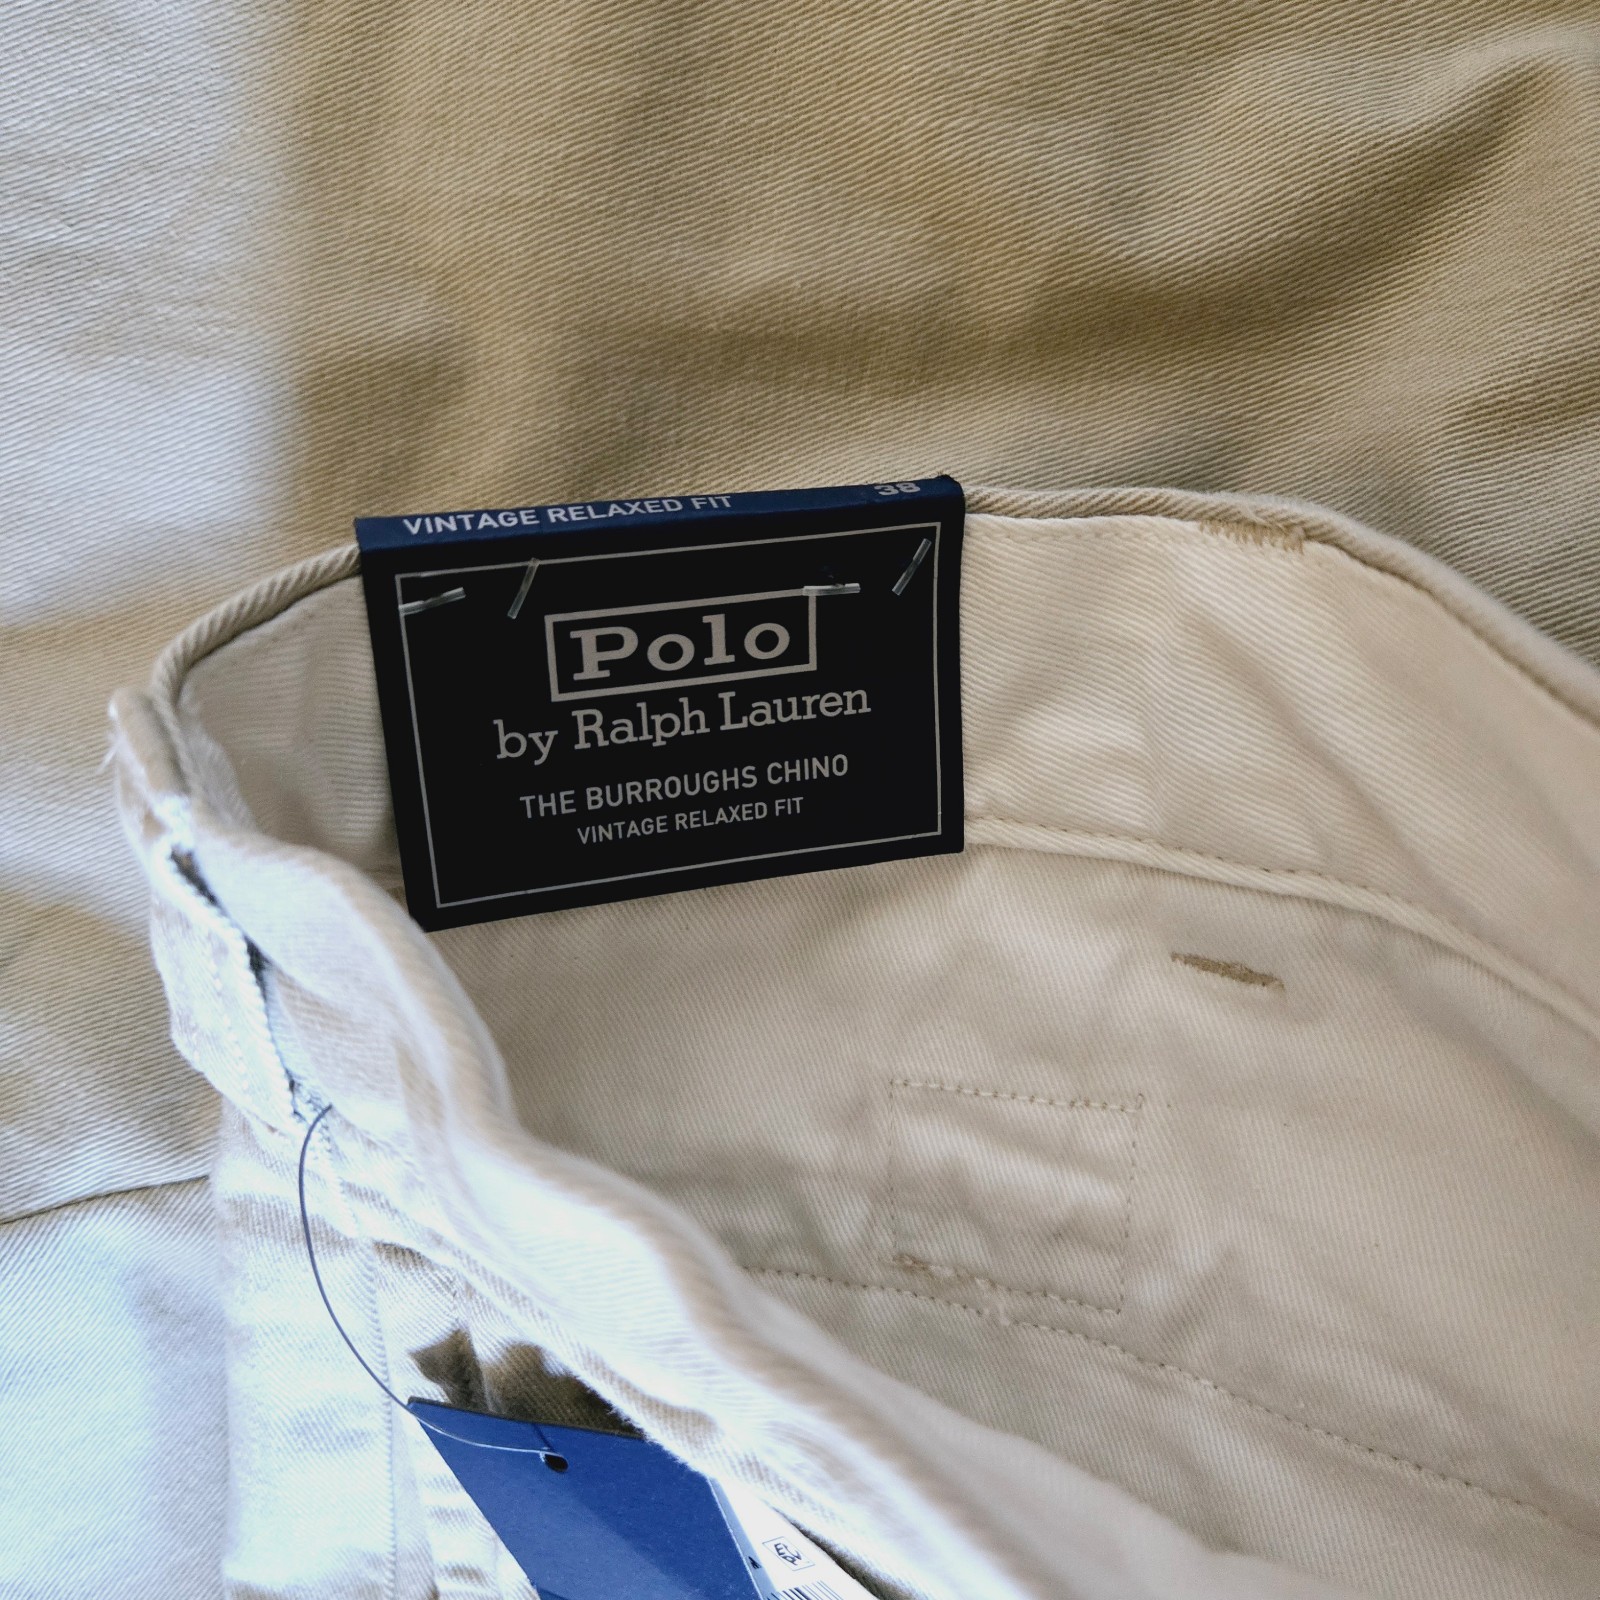 VINTAGE RELAXED FIT 38
Polo
by Ralph Lauren
THE BURROUGHS CHINO
VINTAGE RELAXED FIT